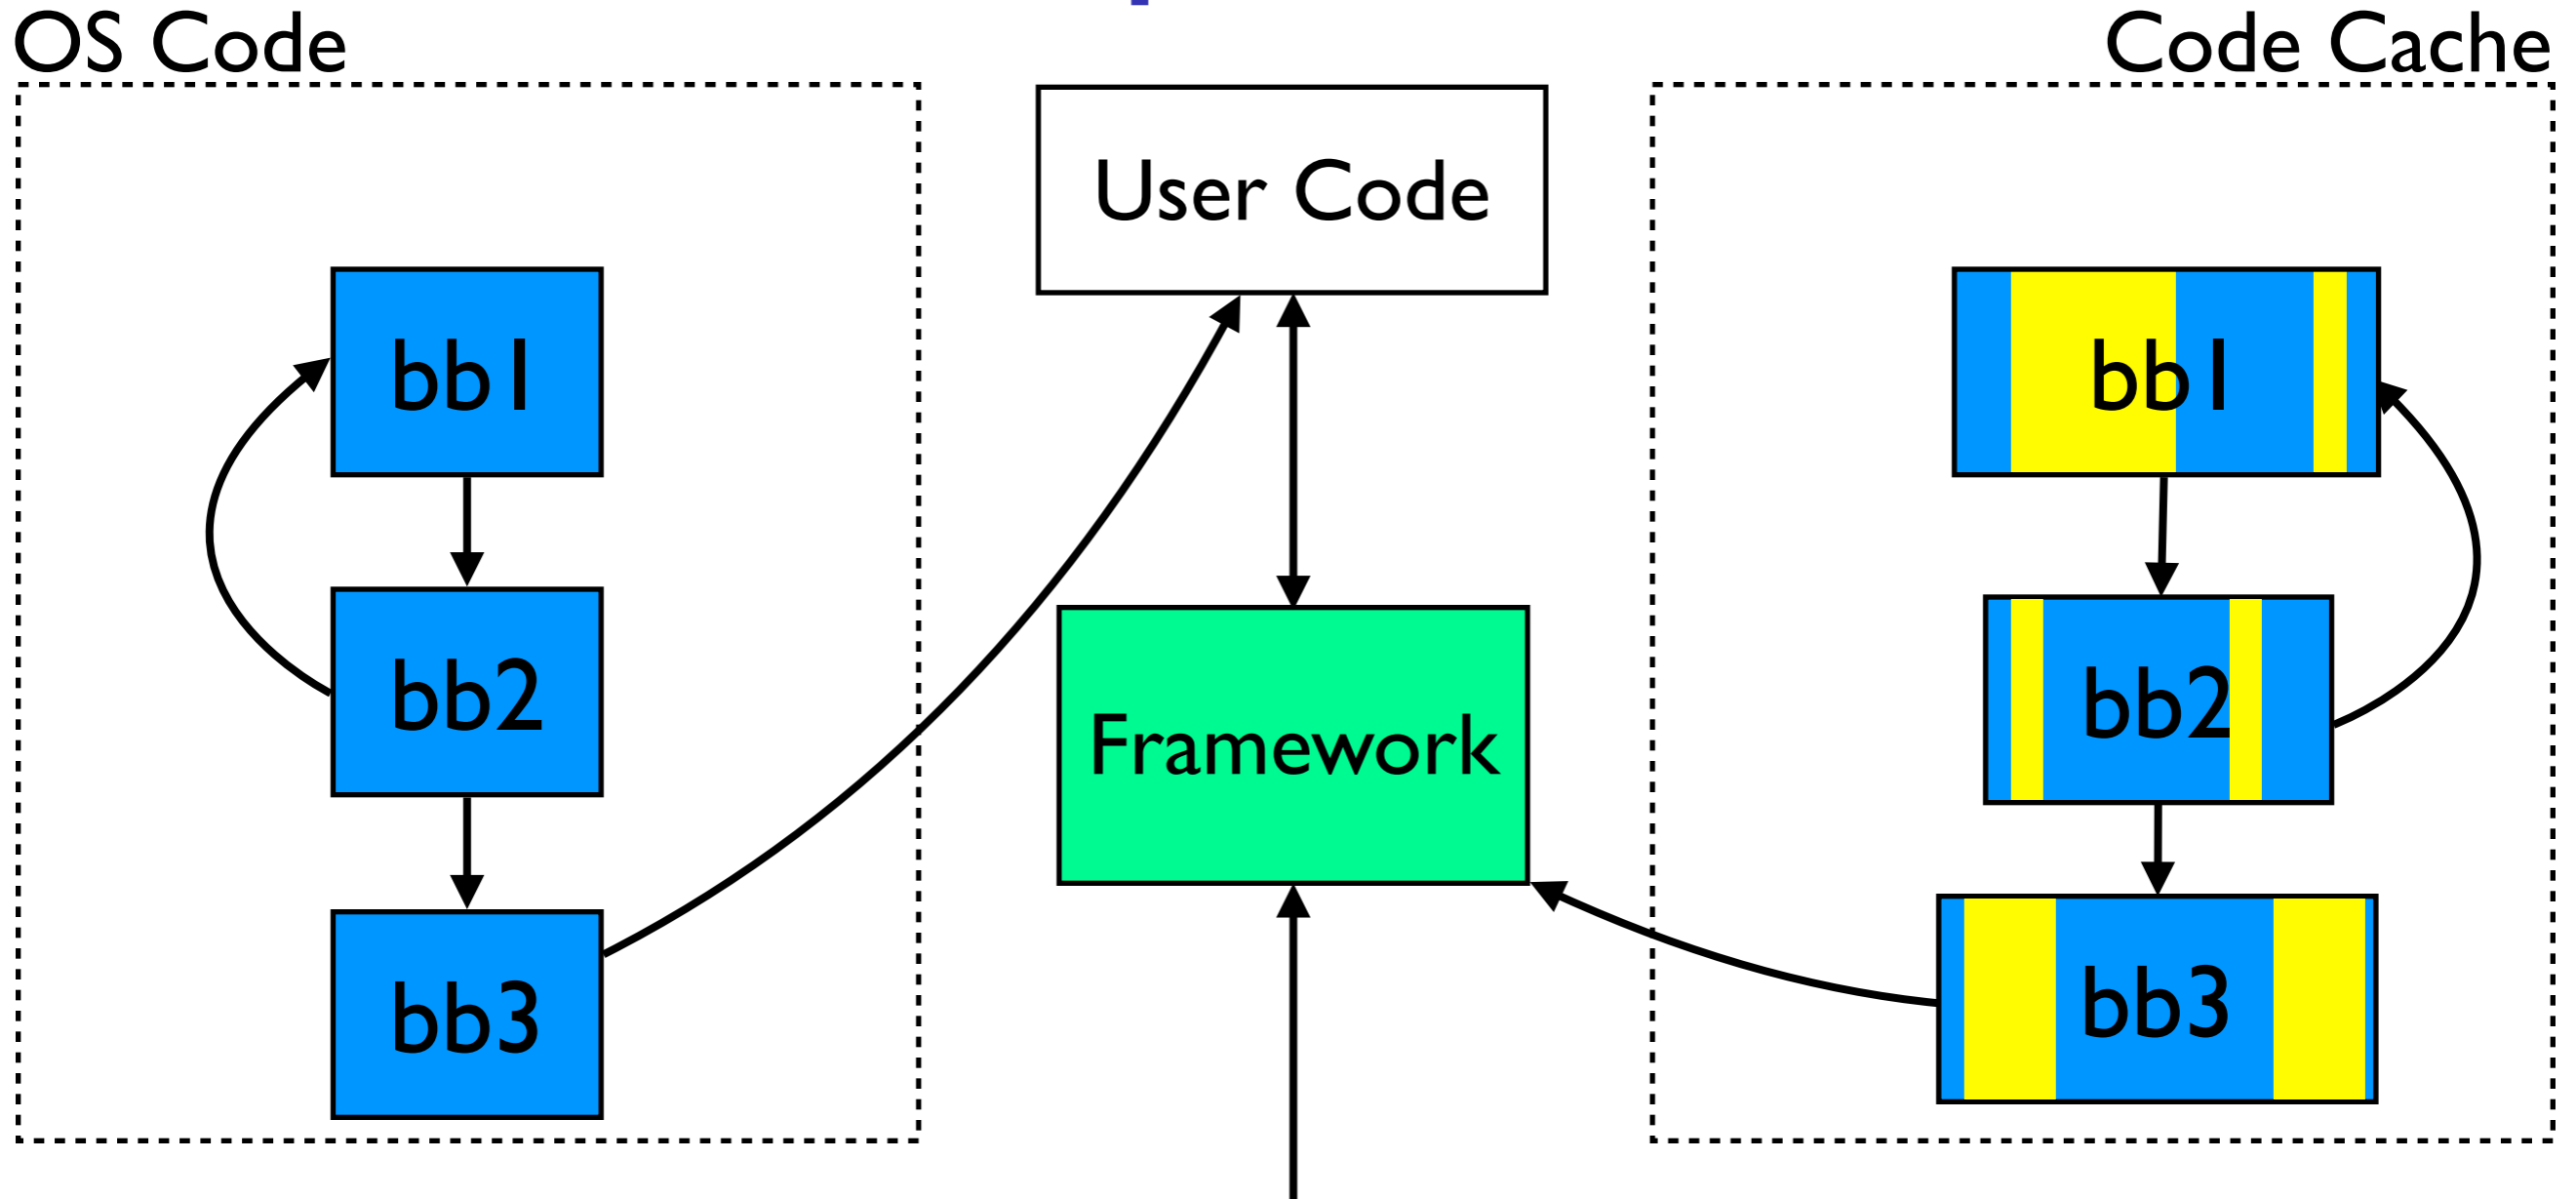 OS Code
Code Cache
User Code
bb1
bb1
bb2
bb2
Framework
bb3
bb3